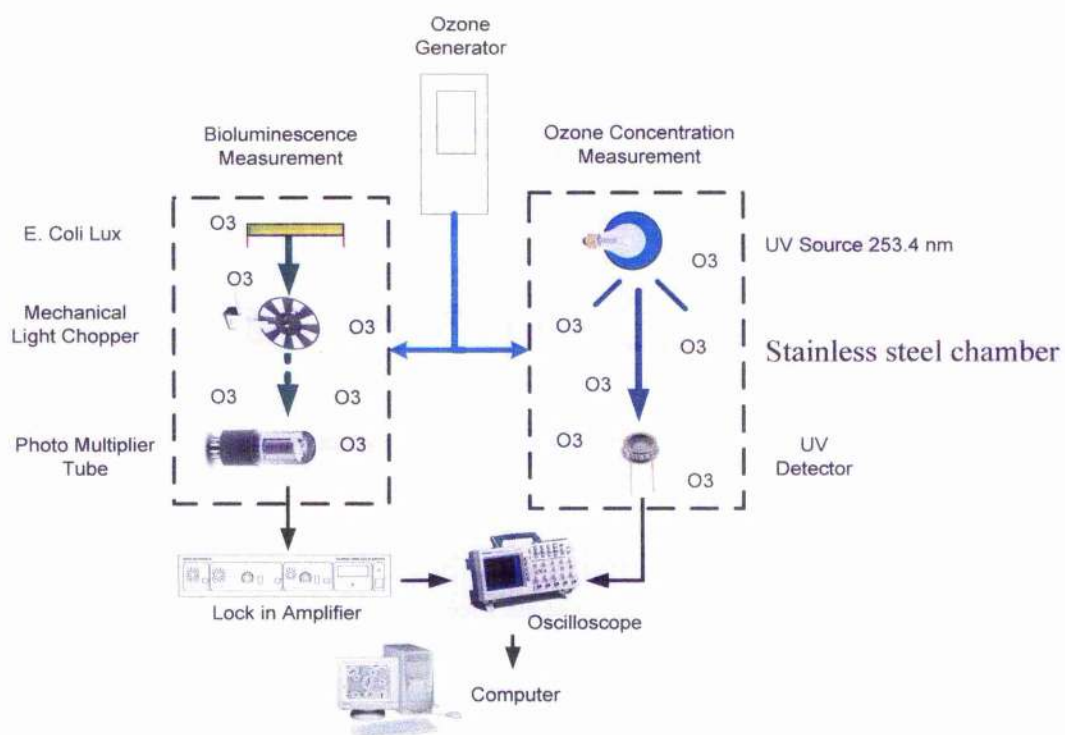 Ozone
Generator
Bioluminescence
Measurement
Ozone Concentration
Measurement
E. Coli Lux
O3
UV Source 253.4 nm
O3
O3
Mechanical
Light Chopper
O3
O3
O3
Stainless steel chamber
O3
O3
O3
Photo Multiplier
Tube
O3
O3
UV
Detector
O3
Lock in Amplifier
Oscilloscope
Computer